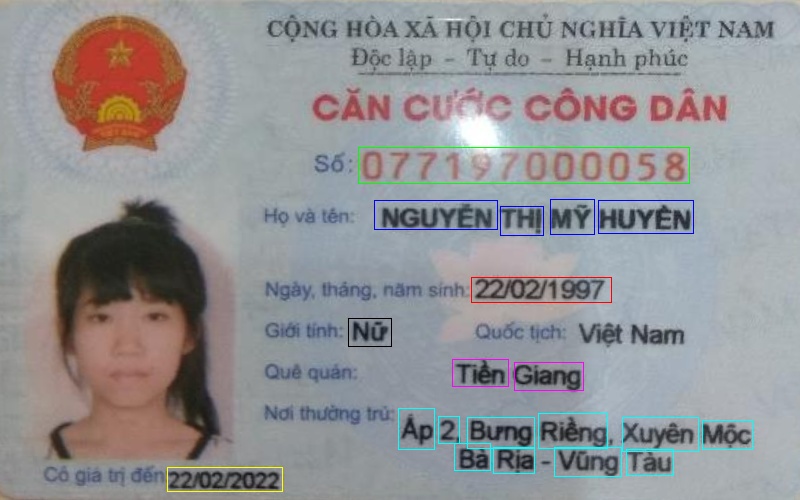 CỘNG HÒA XÃ HỘI CHỦ NGHĨA VIỆT NAM
Độc lập - Tự do - Hạnh phúc
CĂN CƯỚC CÔNG DÂN
Số: 077197000058
Họ và tên: NGUYỄN THỊ MỸ HUYỀN
Ngày, tháng, năm sinh: 22/02/1997
Giới tính: Nữ Quốc tịch: Việt Nam
Quê quán: Tiền Giang
Nơi thường trú: Ấp 2, Bưng Riềng, Xuyên Mộc
Bà Rịa - Vũng Tàu
Có giá trị đến: 22/02/2022